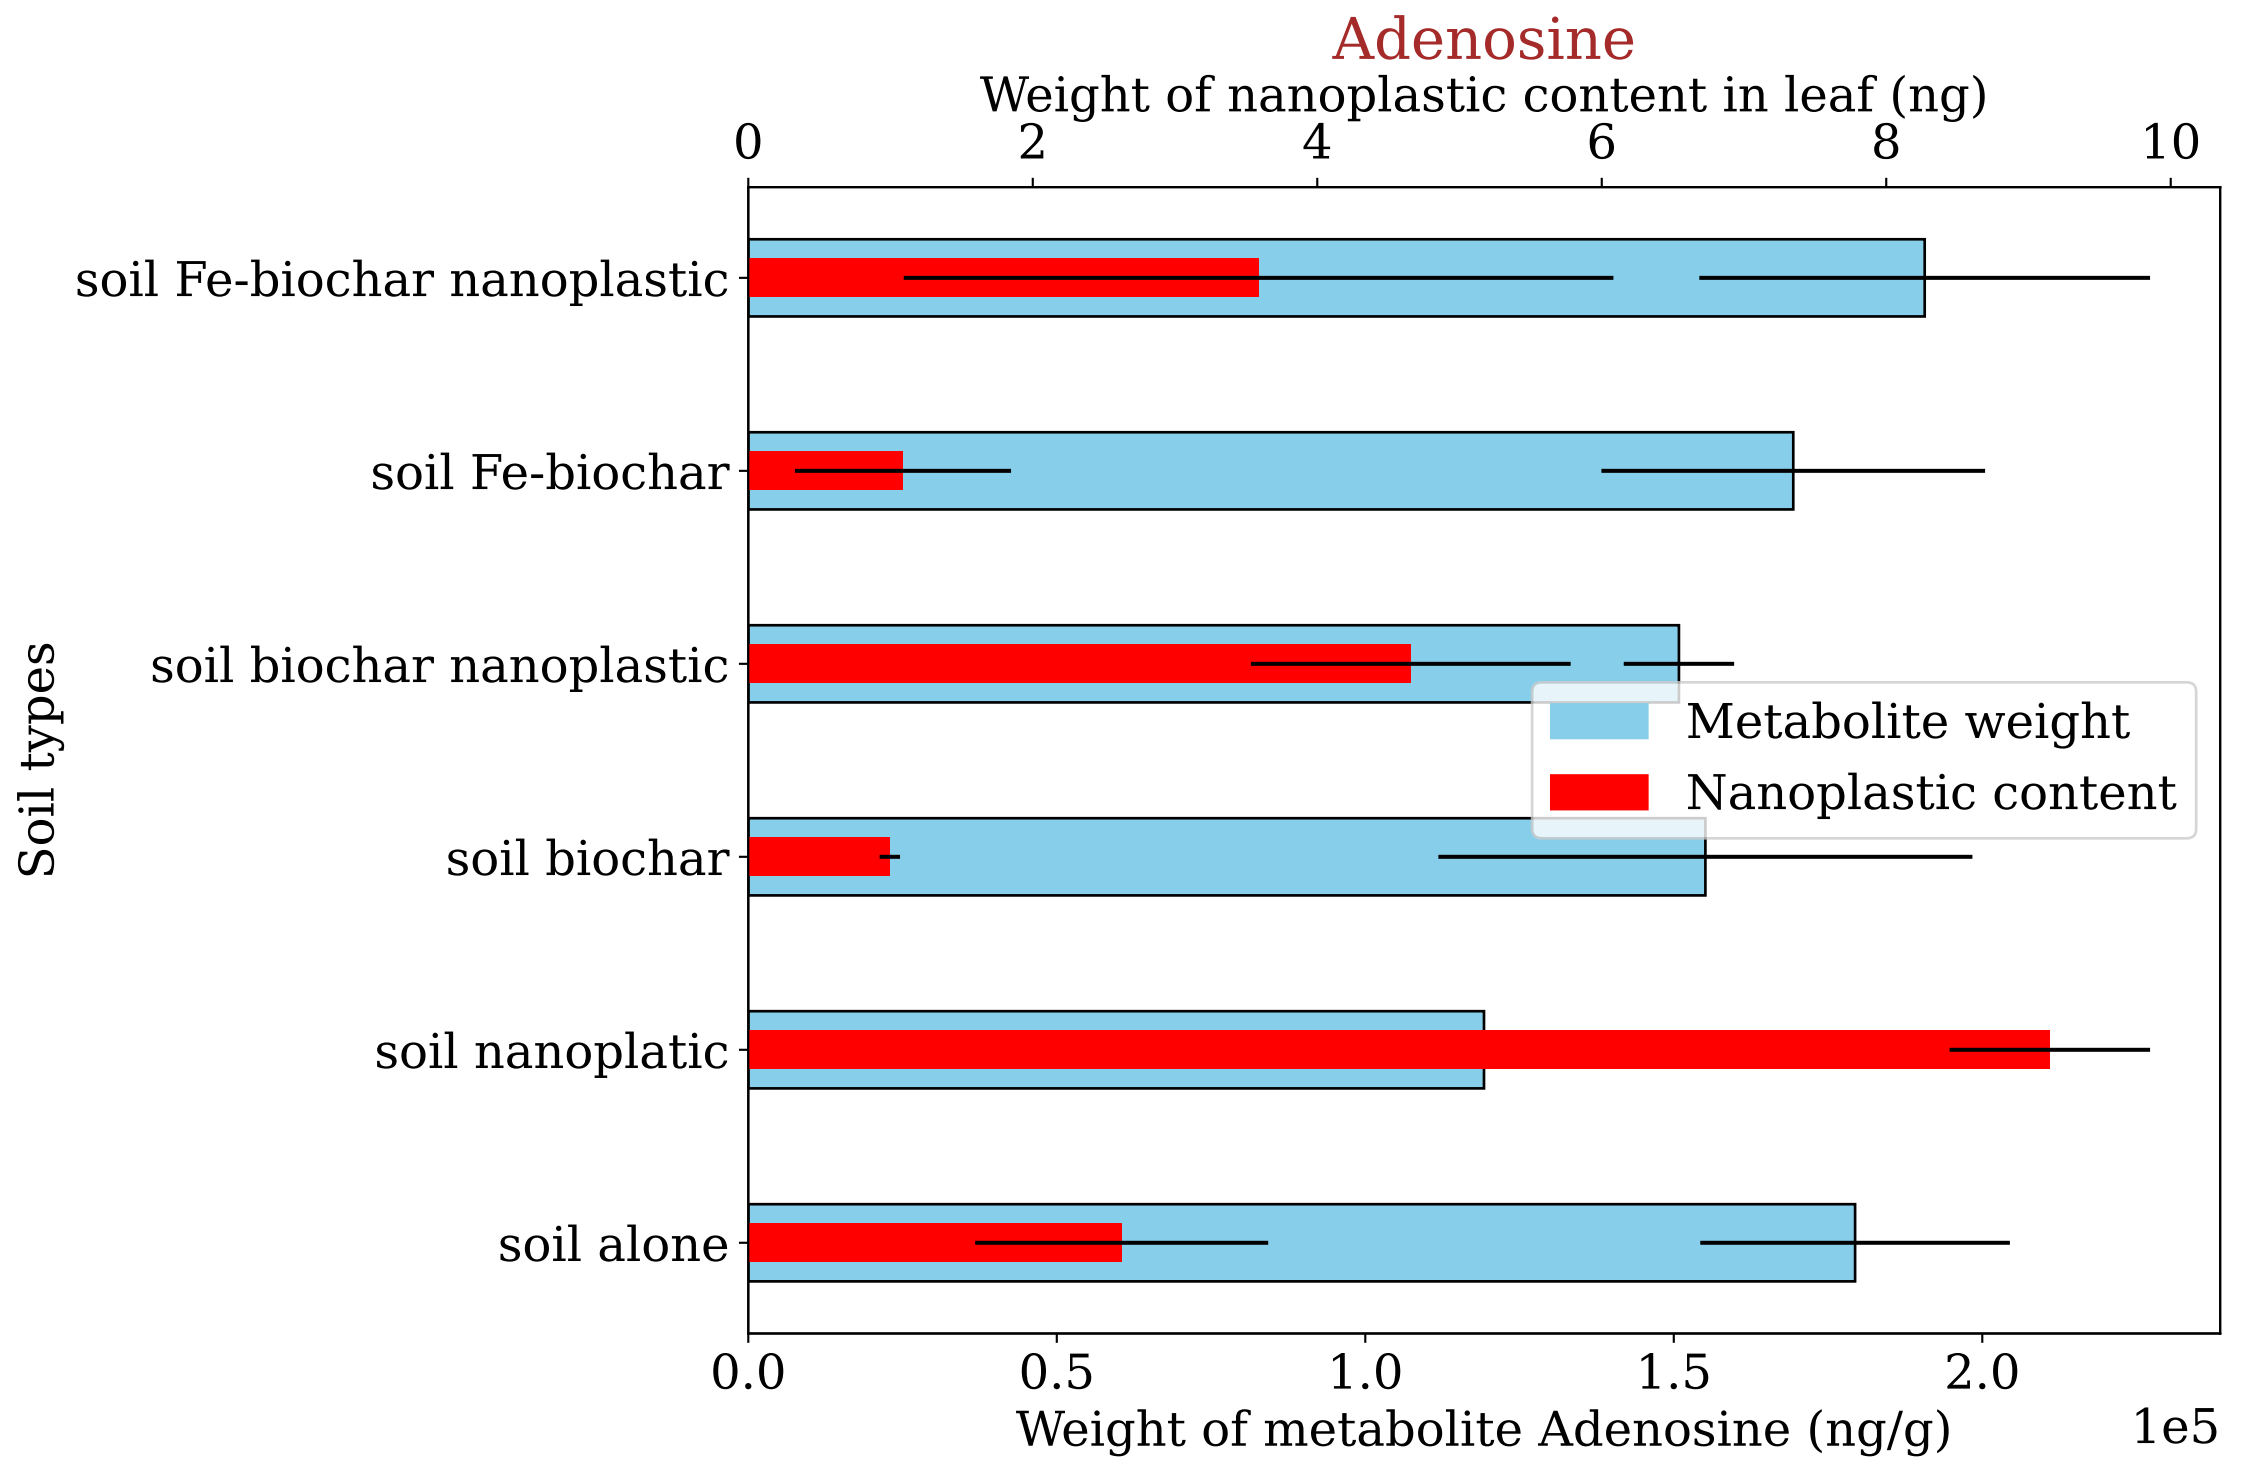 Adenosine
Weight of nanoplastic content in leaf (ng)
0 2 4 6 8 10
soil Fe-biochar nanoplastic
soil Fe-biochar
soil biochar nanoplastic
Metabolite weight
Nanoplastic content
Soil types
soil biochar
soil nanoplatic
soil alone
0.0 0.5 1.0 1.5 2.0
Weight of metabolite Adenosine (ng/g)
1e5